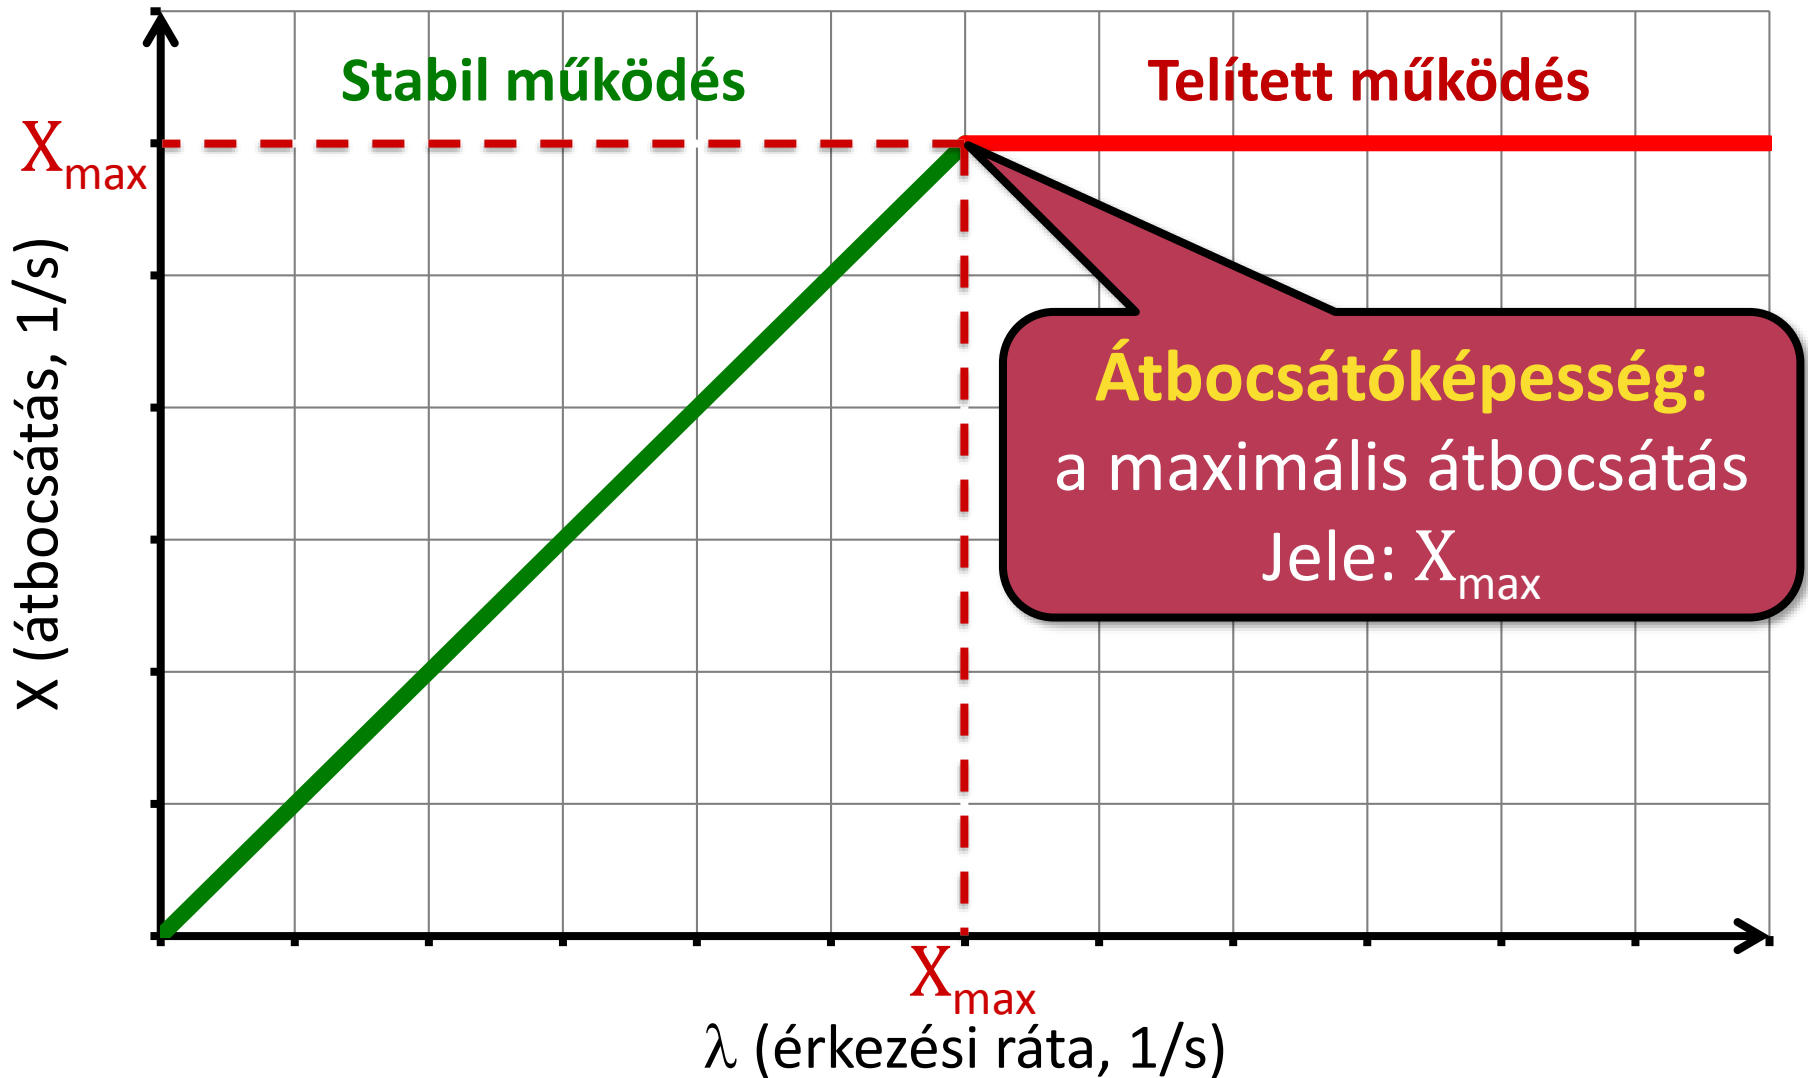 Stabil működés
Telített működés
Xmax
X (átbocsátás, 1/s)
Átbocsátóképesség:
a maximális átbocsátás
Jele: Xmax
Xmax
λ (érkezési ráta, 1/s)